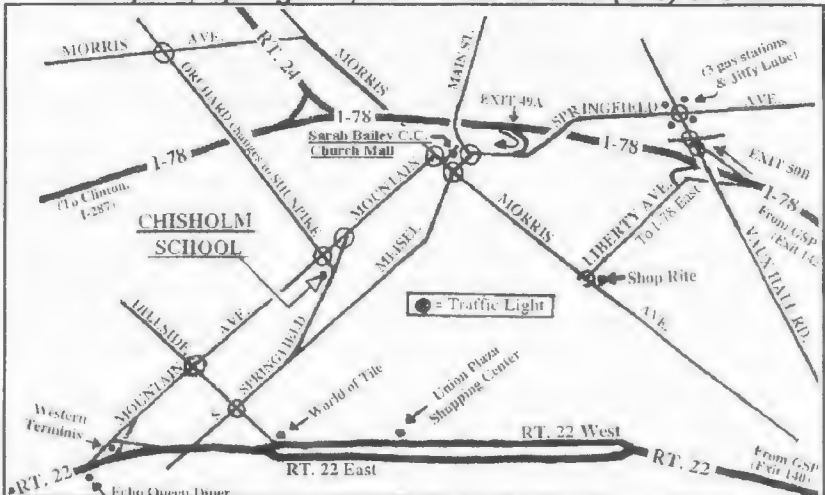 MORRIS AVE.
RT. 24
MORRIS
MAIN ST.
(3 gas stations
& Jiffy Lube)
ORCHARD changes to SHUNPIKE
I-78
EXIT 49A
SPRINGFIELD AVE.
Sarah Bailey C.C.
Church Mall
I-78
I-78
EXIT 50B
I-78
(To Clinton,
I-287)
MOUNTAIN
From GSP
(Exit 142)
CHISHOLM
SCHOOL
MEISEL
MORRIS
LIBERTY AVE.
To I-78 East
VAUX HALL RD.
Shop Rite
= Traffic Light
AVE.
HILLSIDE
AVE.
MOUNTAIN
S. SPRINGFIELD
World of Tile
Union Plaza
Shopping Center
Western
Termnix
RT. 22 West
RT. 22
RT. 22 East
RT. 22
From GSP
(Exit 140)
Echo Queen Diner